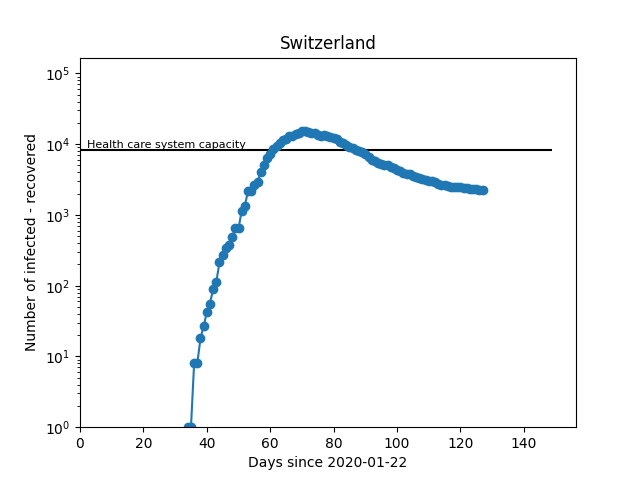 Switzerland
Number of infected - recovered
10^5
10^4
10^3
10^2
10^1
10^0
Health care system capacity
0 20 40 60 80 100 120 140
Days since 2020-01-22